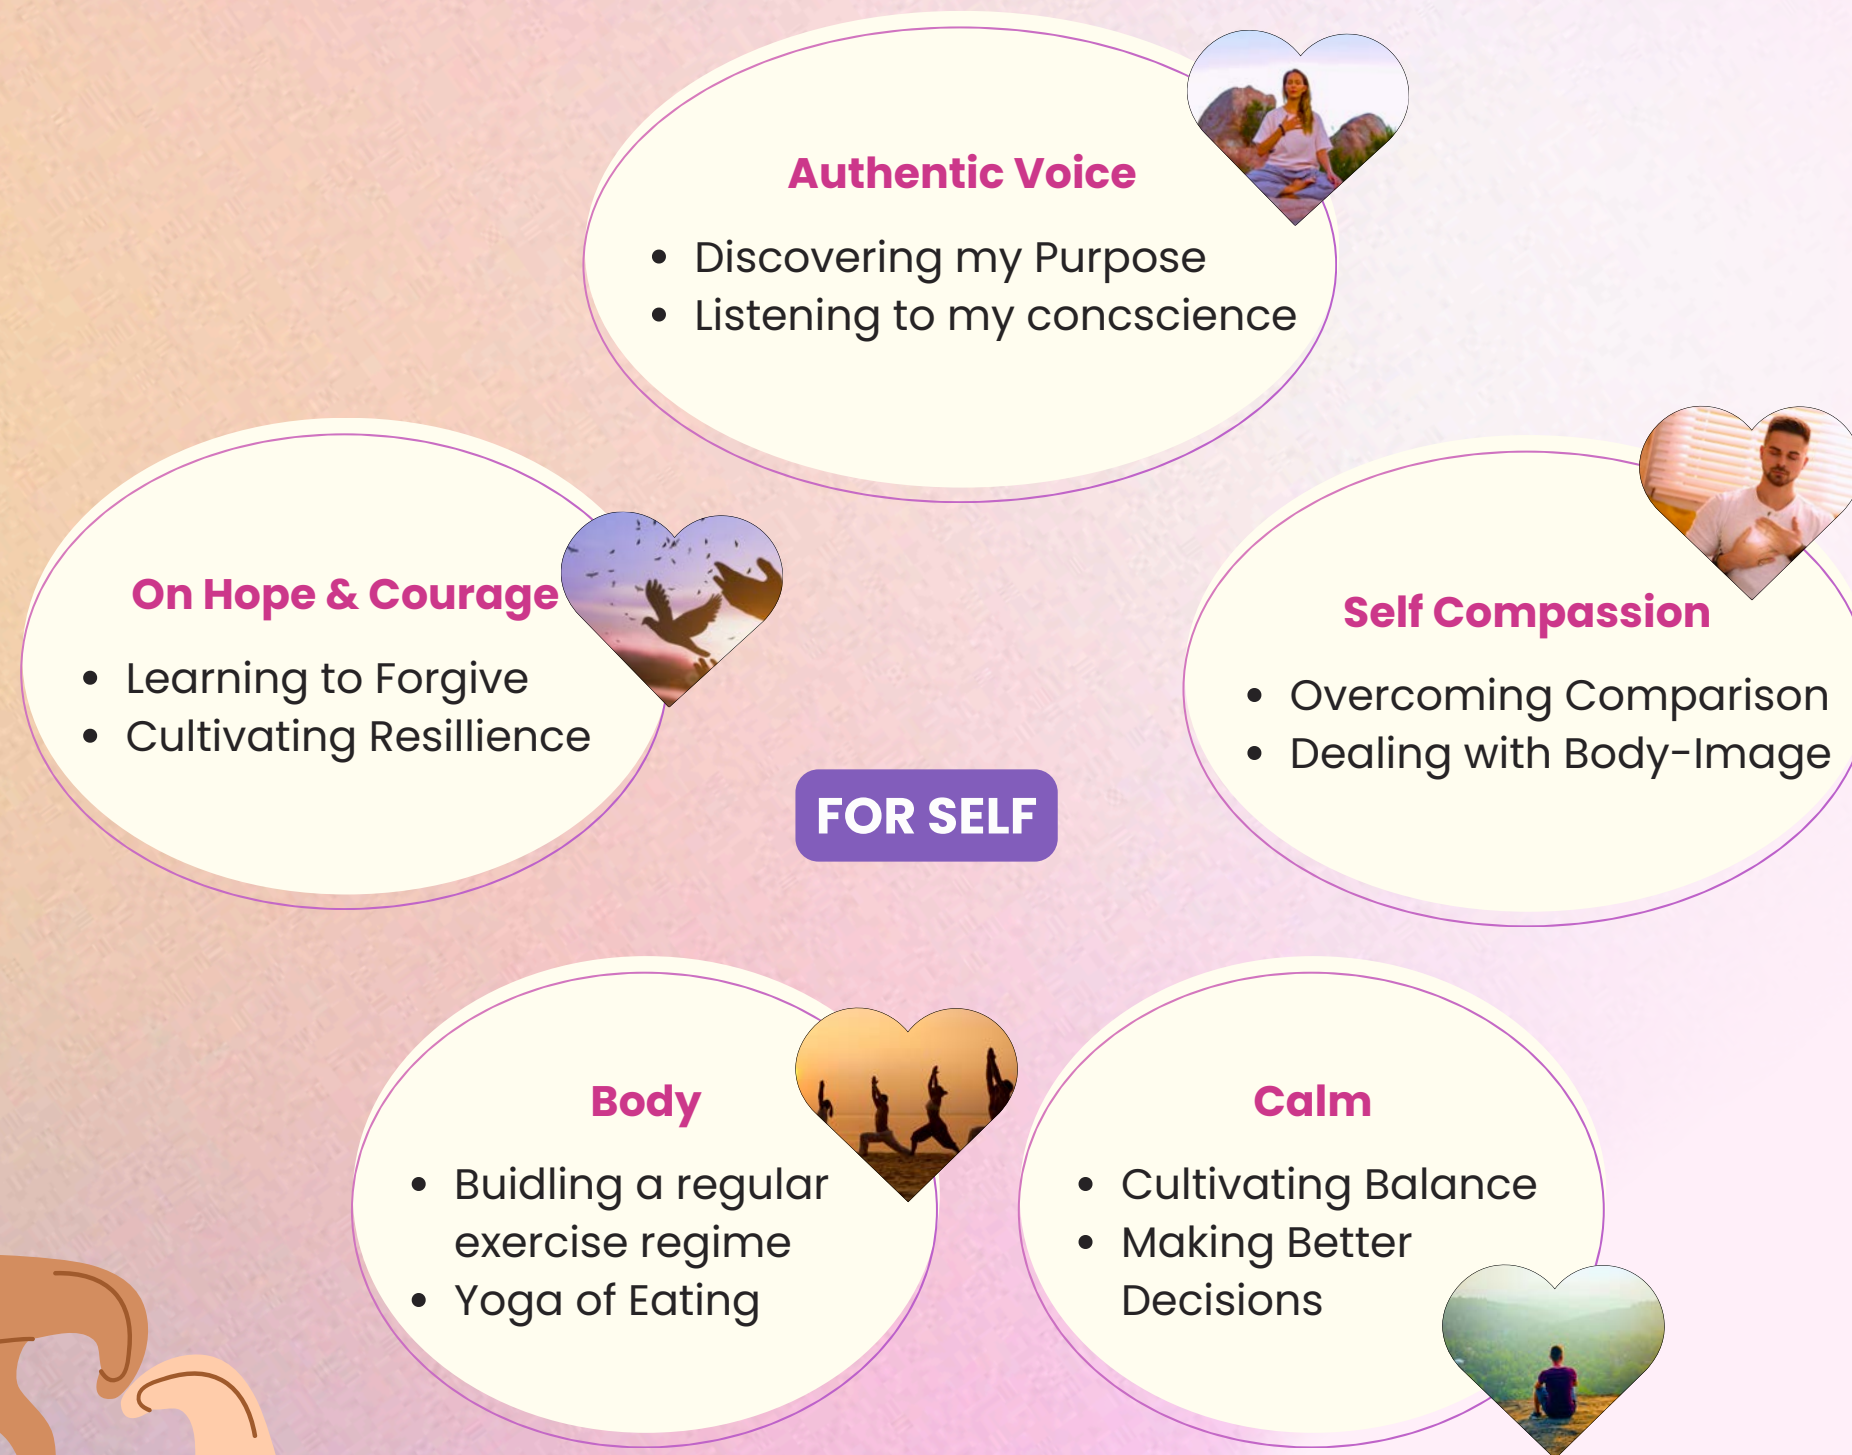 Authentic Voice
Discovering my Purpose
Listening to my concscience
On Hope & Courage
Learning to Forgive
Cultivating Resillience
Self Compassion
Overcoming Comparison
Dealing with Body-Image
FOR SELF
Body
Buidling a regular
exercise regime
Yoga of Eating
Calm
Cultivating Balance
Making Better
Decisions